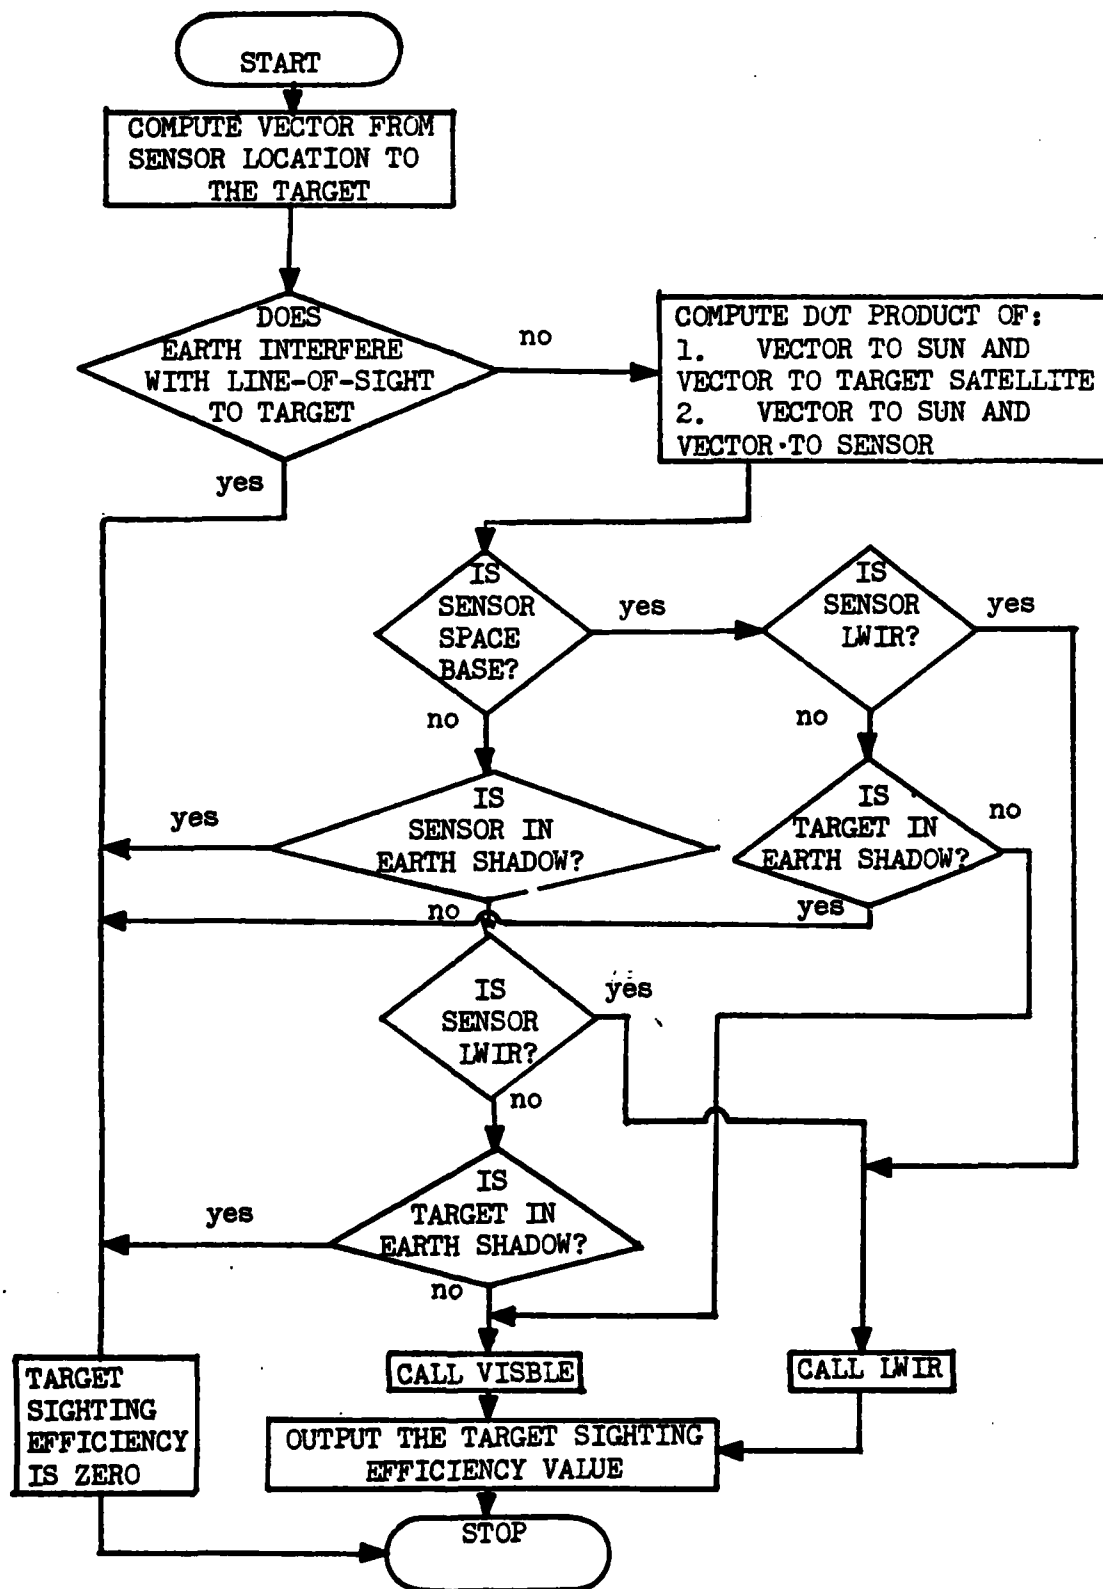 START
COMPUTE VECTOR FROM
SENSOR LOCATION TO
THE TARGET
DOES
EARTH INTERFERE
WITH LINE-OF-SIGHT
TO TARGET
no
yes
COMPUTE DOT PRODUCT OF:
1. VECTOR TO SUN AND
VECTOR TO TARGET SATELLITE
2. VECTOR TO SUN AND
VECTOR TO SENSOR
IS
SENSOR
SPACE
BASE?
yes
no
IS
SENSOR
LWIR?
yes
no
IS
SENSOR IN
EARTH SHADOW?
yes
no
IS
TARGET IN
EARTH SHADOW?
no
yes
IS
SENSOR
LWIR?
yes
no
IS
TARGET IN
EARTH SHADOW?
yes
no
CALL VISBLE
CALL LWIR
TARGET
SIGHTING
EFFICIENCY
IS ZERO
OUTPUT THE TARGET SIGHTING
EFFICIENCY VALUE
STOP